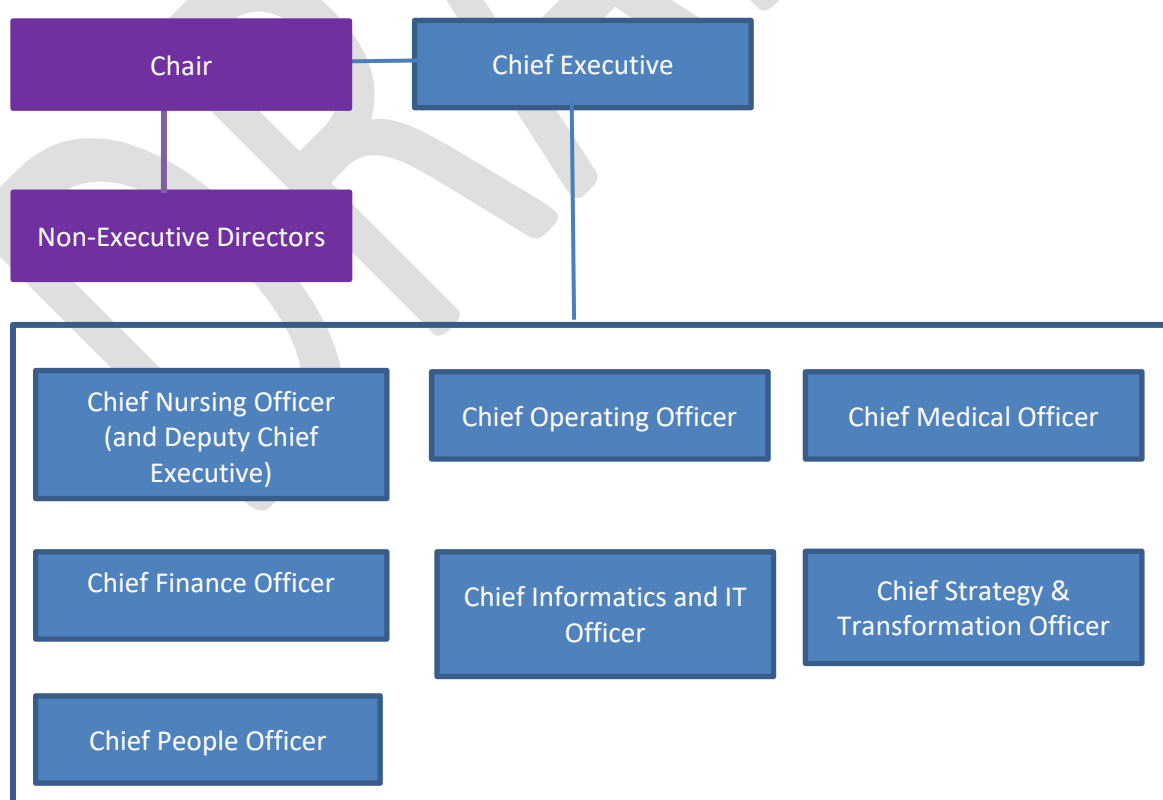 Chair
Chief Executive
Non-Executive Directors
Chief Nursing Officer
(and Deputy Chief
Executive)
Chief Operating Officer
Chief Medical Officer
Chief Finance Officer
Chief Informatics and IT
Officer
Chief Strategy &
Transformation Officer
Chief People Officer